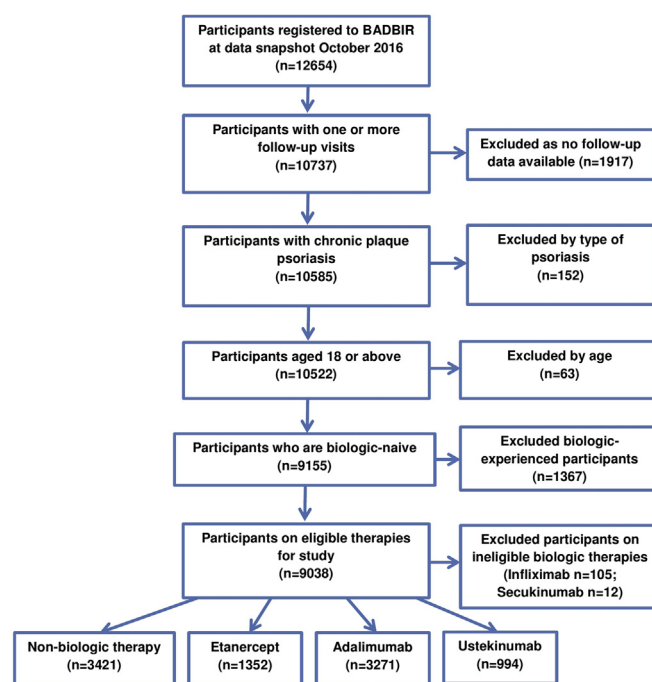 Participants registered to BADBIR
at data snapshot October 2016
(n=12654)
Participants with one or more
follow-up visits
(n=10737)
Excluded as no follow-up
data available (n=1917)
Participants with chronic plaque
psoriasis
(n=10585)
Excluded by type of
psoriasis
(n=152)
Participants aged 18 or above
(n=10522)
Excluded by age
(n=63)
Participants who are biologic-naive
(n=9155)
Excluded biologic-
experienced participants
(n=1367)
Participants on eligible therapies
for study
(n=9038)
Excluded participants on
ineligible biologic therapies
(Infliximab n=105;
Secukinumab n=12)
Non-biologic therapy
(n=3421)
Etanercept
(n=1352)
Adalimumab
(n=3271)
Ustekinumab
(n=994)